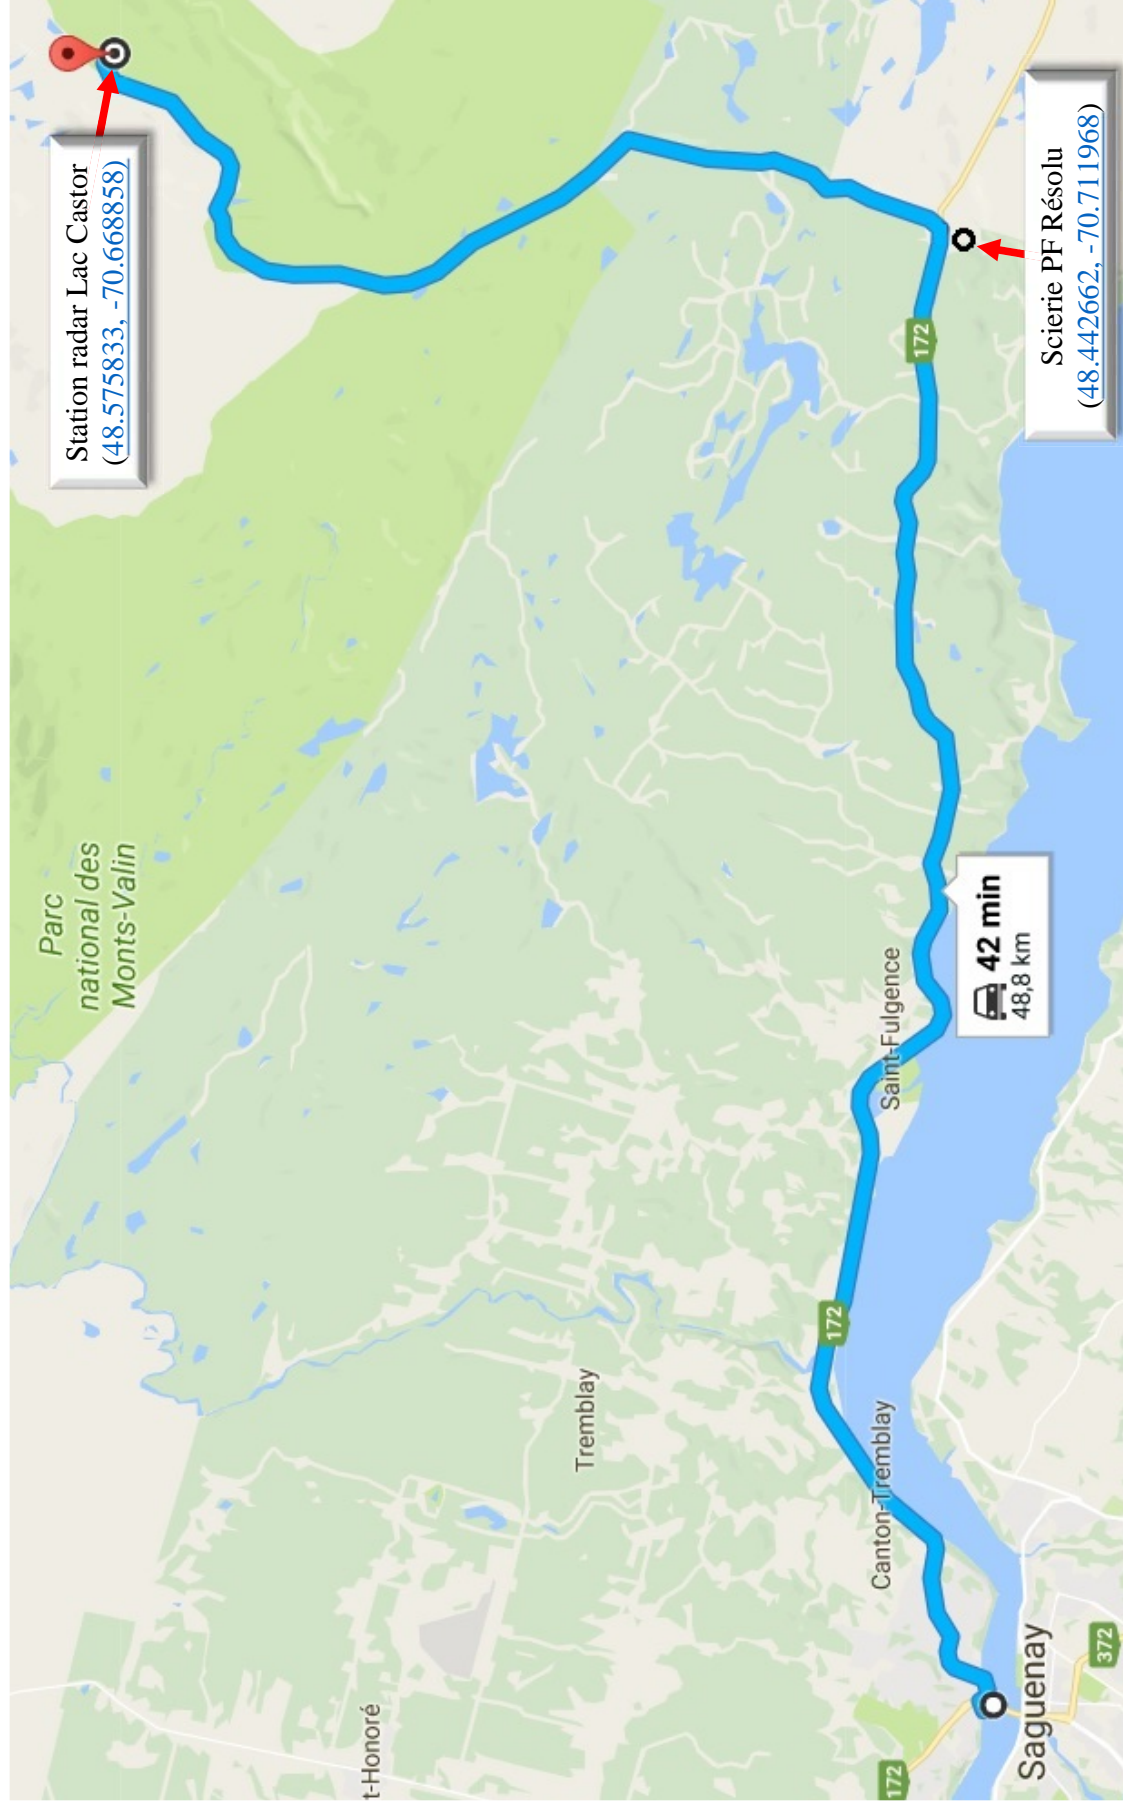 Station radar Lac Castor
(48.575833, -70.668858)
Parc
national des
Monts-Valin
t-Honoré
Tremblay
Canton-Tremblay
172
172
Saint-Fulgence
172
42 min
48,8 km
Scierie PF Résolu
(48.442662, -70.711968)
Saguenay
372